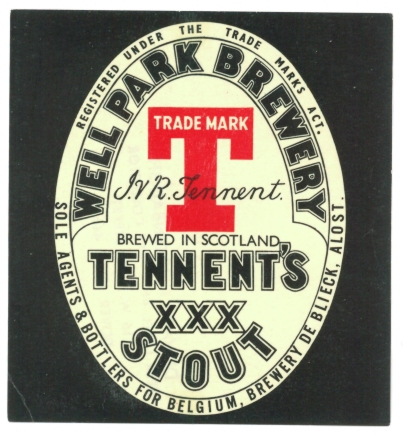 REGISTERED UNDER THE TRADE MARKS ACT.
WELL PARK BREWERY
TRADE MARK
T
J.&R. Tennent.
BREWED IN SCOTLAND
TENNENT'S
XXX
STOUT
SOLE AGENTS & BOTTLERS FOR BELGIUM, BREWERY DE BLIECK, ALOST.